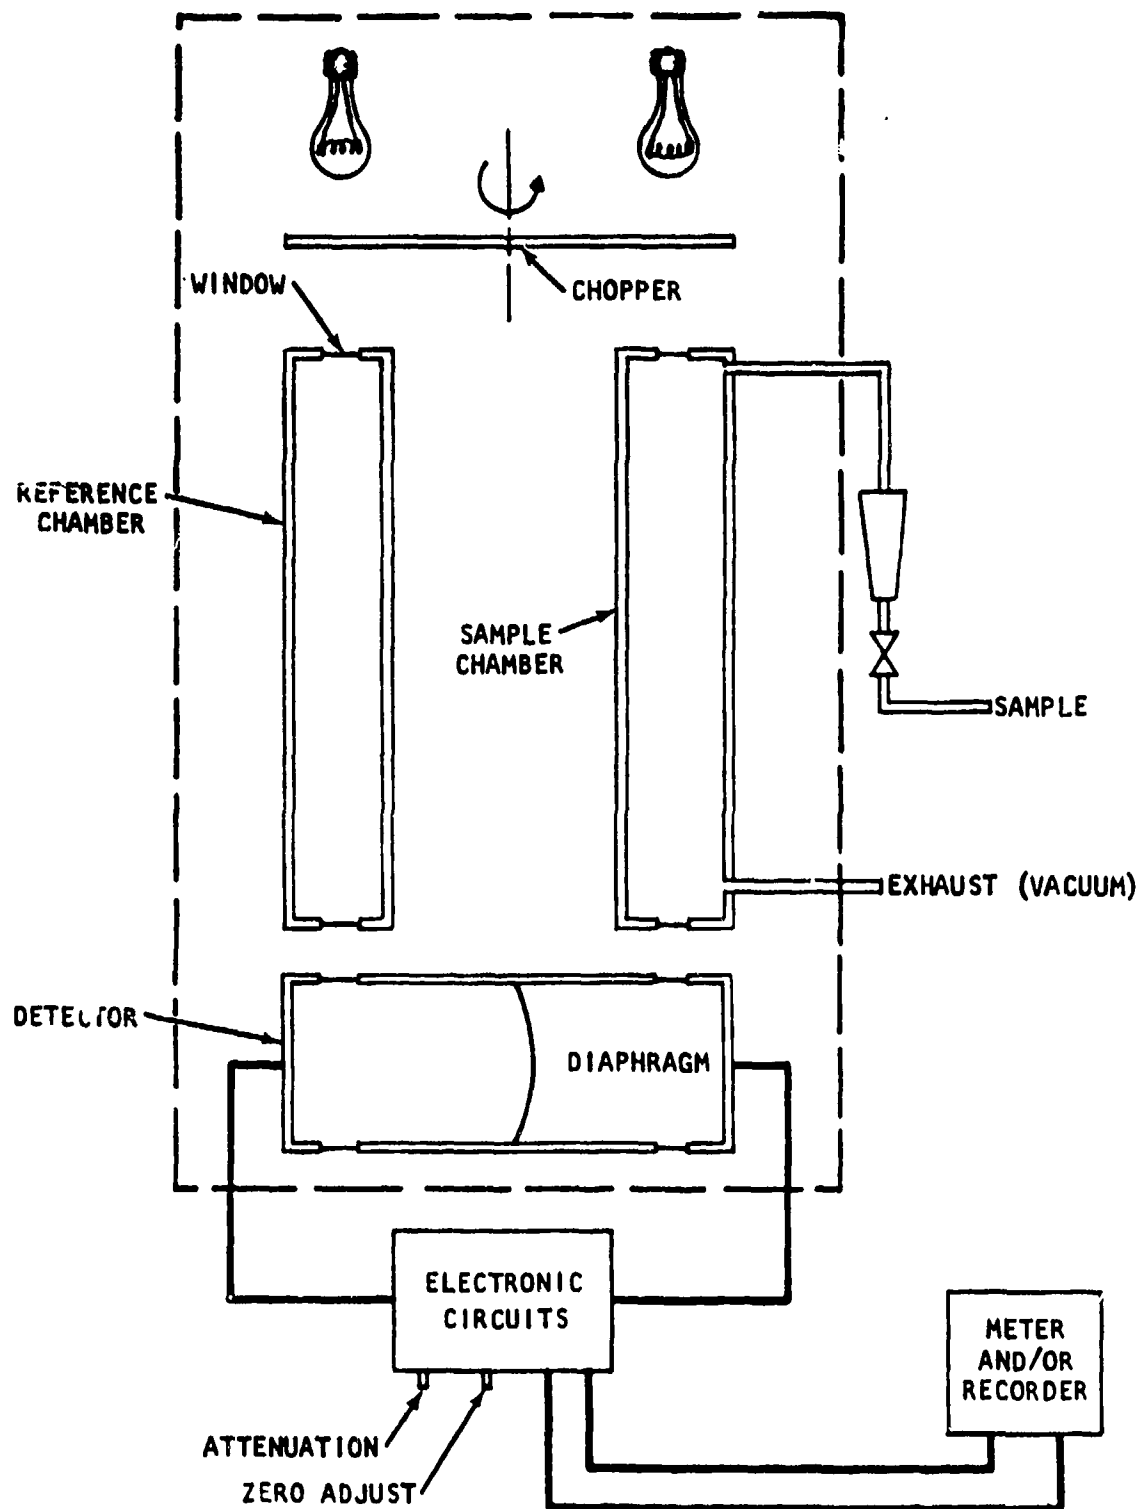 WINDOW
CHOPPER
REFERENCE
CHAMBER
SAMPLE
CHAMBER
SAMPLE
EXHAUST (VACUUM)
DETECTOR
DIAPHRAGM
ELECTRONIC
CIRCUITS
METER
AND/OR
RECORDER
ATTENUATION
ZERO ADJUST